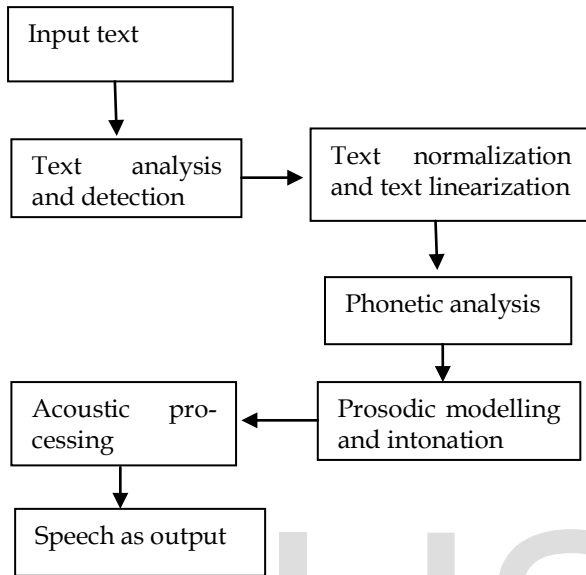 Input text
Text analysis
and detection
Text normalization
and text linearization
Phonetic analysis
Prosodic modelling
and intonation
Acoustic pro-
cessing
Speech as output